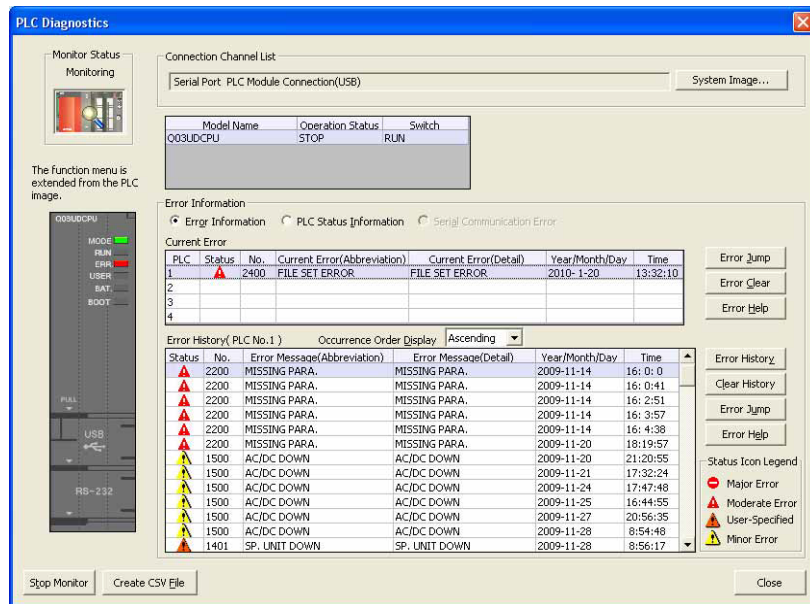 PLC Diagnostics
Monitor Status
Monitoring
Connection Channel List
Serial Port PLC Module Connection(USB)
System Image...
Model Name Operation Status Switch
Q03UDCPU STOP RUN
The function menu is
extended from the PLC
image.
Q03UDCPU
MODE
RUN
ERR.
USER
BAT.
BOOT
PULL
USB
RS-232
Error Information
Error Information PLC Status Information Serial Communication Error
Current Error
PLC Status No. Current Error(Abbreviation) Current Error(Detail) Year/Month/Day Time
1 2400 FILE SET ERROR FILE SET ERROR 2010- 1-20 13:32:10
2
3
4
Error Jump
Error Clear
Error Help
Error History( PLC No.1 ) Occurrence Order Display Ascending
Status No. Error Message(Abbreviation) Error Message(Detail) Year/Month/Day Time
2200 MISSING PARA. MISSING PARA. 2009-11-14 16: 0: 0
2200 MISSING PARA. MISSING PARA. 2009-11-14 16: 0:41
2200 MISSING PARA. MISSING PARA. 2009-11-14 16: 2:51
2200 MISSING PARA. MISSING PARA. 2009-11-14 16: 3:57
2200 MISSING PARA. MISSING PARA. 2009-11-14 16: 4:38
2200 MISSING PARA. MISSING PARA. 2009-11-20 18:19:57
1500 AC/DC DOWN AC/DC DOWN 2009-11-20 21:20:55
1500 AC/DC DOWN AC/DC DOWN 2009-11-21 17:32:24
1500 AC/DC DOWN AC/DC DOWN 2009-11-24 17:47:48
1500 AC/DC DOWN AC/DC DOWN 2009-11-25 16:44:55
1500 AC/DC DOWN AC/DC DOWN 2009-11-27 20:56:35
1500 AC/DC DOWN AC/DC DOWN 2009-11-28 8:54:48
1401 SP. UNIT DOWN SP. UNIT DOWN 2009-11-28 8:56:17
Error History
Clear History
Error Jump
Error Help
Status Icon Legend
Major Error
Moderate Error
User-Specified
Minor Error
Stop Monitor
Create CSV File
Close